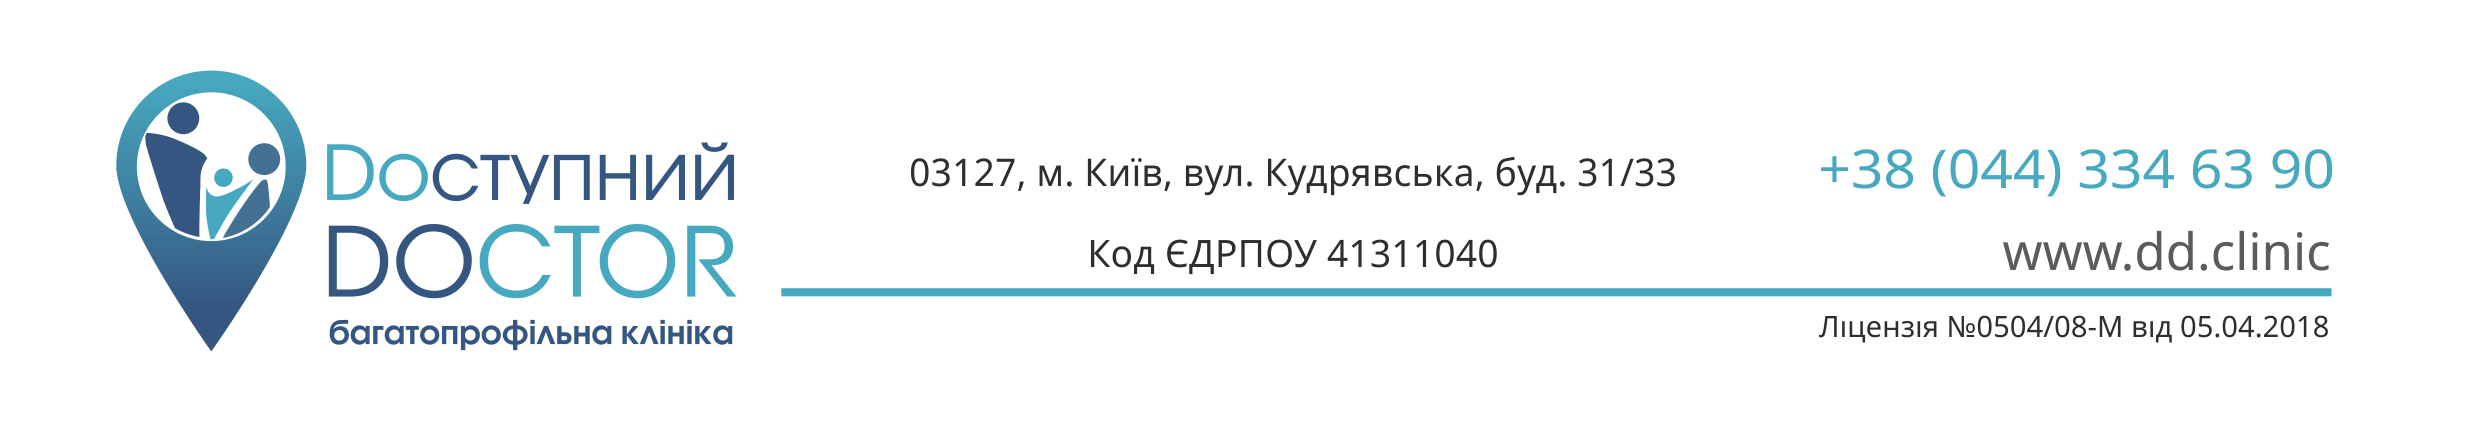 DОСТУПНИЙ
DOCTOR
багатопрофільна клініка
03127, м. Київ, вул. Кудрявська, буд. 31/33
Код ЄДРПОУ 41311040
+38 (044) 334 63 90
www.dd.clinic
Ліцензія №0504/08-М від 05.04.2018